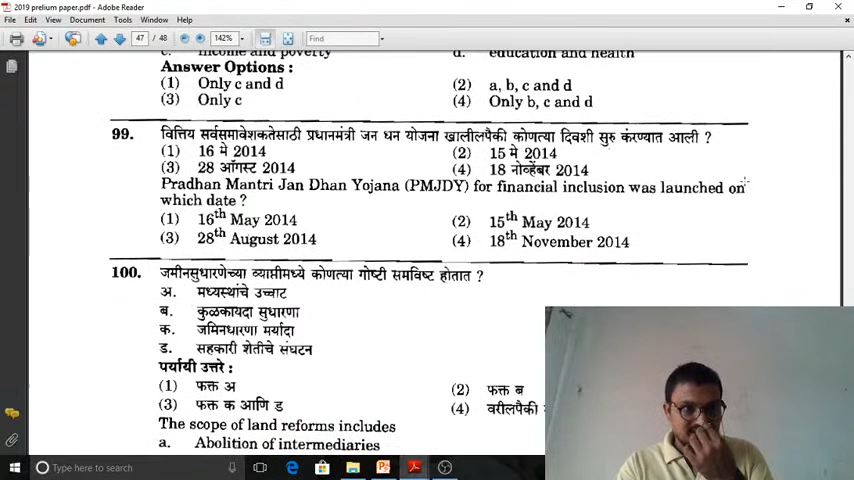 2019 prelium paper.pdf - Adobe Reader
File Edit View Document Tools Window Help
47 / 48 142% Find
c. income and poverty d. education and health
Answer Options :
(1) Only c and d (2) a, b, c and d
(3) Only c (4) Only b, c and d
99. वित्तिय सर्वसमावेशकतेसाठी प्रधानमंत्री जन धन योजना खालीलपैकी कोणत्या दिवशी सुरु करण्यात आली ?
(1) 16 मे 2014 (2) 15 मे 2014
(3) 28 ऑगस्ट 2014 (4) 18 नोव्हेंबर 2014
Pradhan Mantri Jan Dhan Yojana (PMJDY) for financial inclusion was launched on
which date ?
(1) 16th May 2014 (2) 15th May 2014
(3) 28th August 2014 (4) 18th November 2014
100. जमीनसुधारणेच्या व्याप्तीमध्ये कोणत्या गोष्टी समविष्ट होतात ?
अ. मध्यस्थांचे उच्चाट
ब. कुळकायदा सुधारणा
क. जमिनधारणा मर्यादा
ड. सहकारी शेतीचे संघटन
पर्यायी उत्तरे :
(1) फक्त अ (2) फक्त ब
(3) फक्त क आणि ड (4) वरीलपैकी
The scope of land reforms includes
a. Abolition of intermediaries
Type here to search